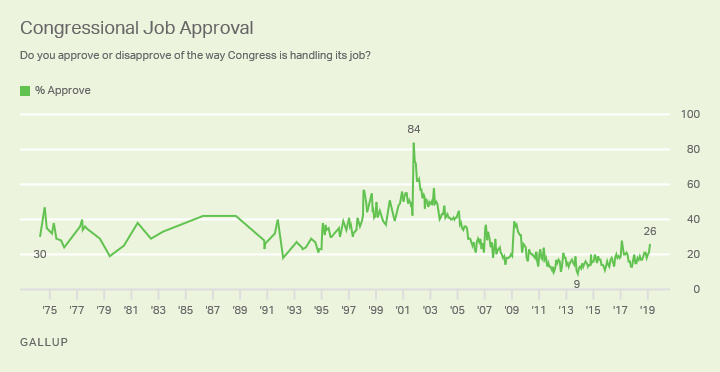 Congressional Job Approval
Do you approve or disapprove of the way Congress is handling its job?
% Approve
100
84
80
60
40
26
30
20
9
0
'75 '77 '79 '81 '83 '85 '87 '89 '91 '93 '95 '97 '99 '01 '03 '05 '07 '09 '11 '13 '15 '17 '19
GALLUP